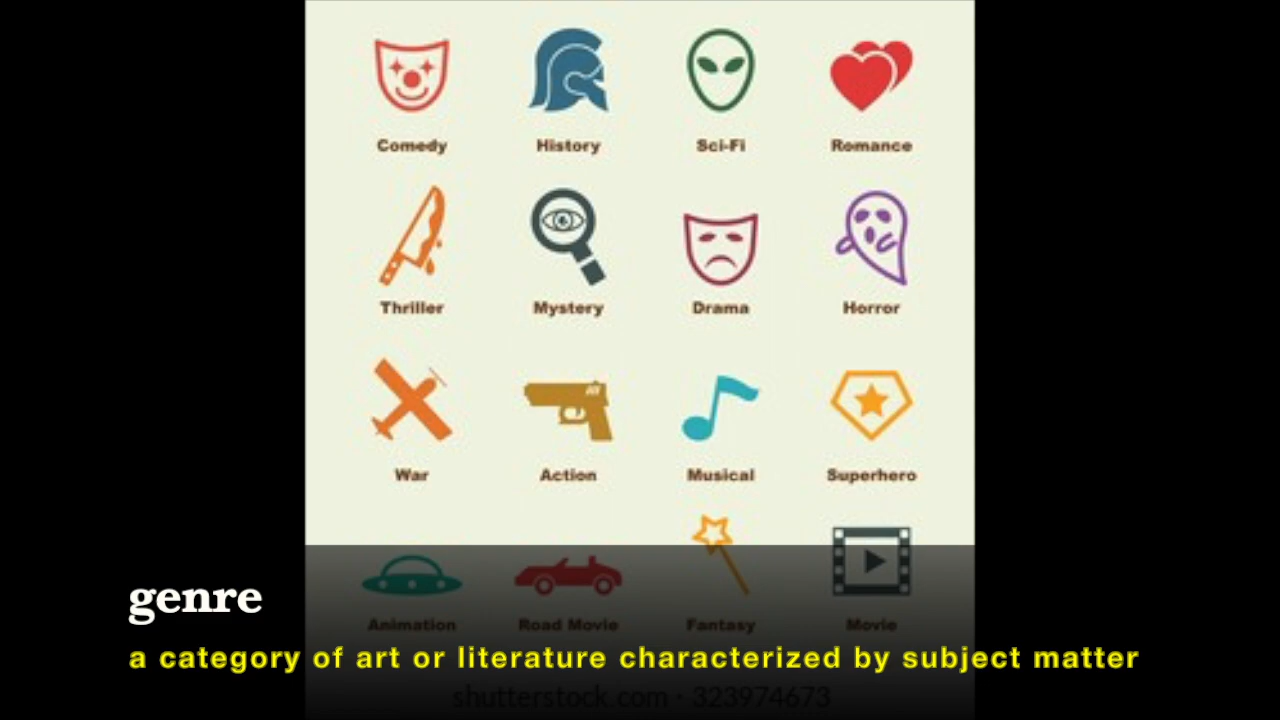 Comedy History Sci-Fi Romance
Thriller Mystery Drama Horror
War Action Musical Superhero
genre
Animation Road Movie Fantasy Movie
a category of art or literature characterized by subject matter
shutterstock.com · 323974673